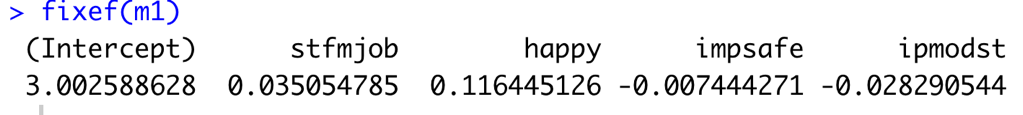 > fixef(m1)
(Intercept) stfmjob happy impsafe ipmodst
3.002588628 0.035054785 0.116445126 -0.007444271 -0.028290544